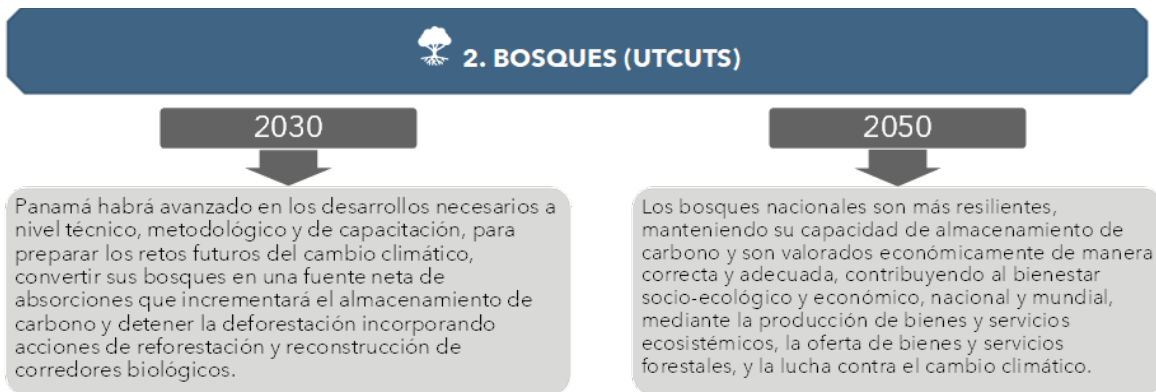 2. BOSQUES (UTCUTS)
2030
Panamá habrá avanzado en los desarrollos necesarios a
nivel técnico, metodológico y de capacitación, para
preparar los retos futuros del cambio climático,
convertir sus bosques en una fuente neta de
absorciones que incrementará el almacenamiento de
carbono y detener la deforestación incorporando
acciones de reforestación y reconstrucción de
corredores biológicos.
2050
Los bosques nacionales son más resilientes,
manteniendo su capacidad de almacenamiento de
carbono y son valorados económicamente de manera
correcta y adecuada, contribuyendo al bienestar
socio-ecológico y económico, nacional y mundial,
mediante la producción de bienes y servicios
ecosistémicos, la oferta de bienes y servicios
forestales, y la lucha contra el cambio climático.